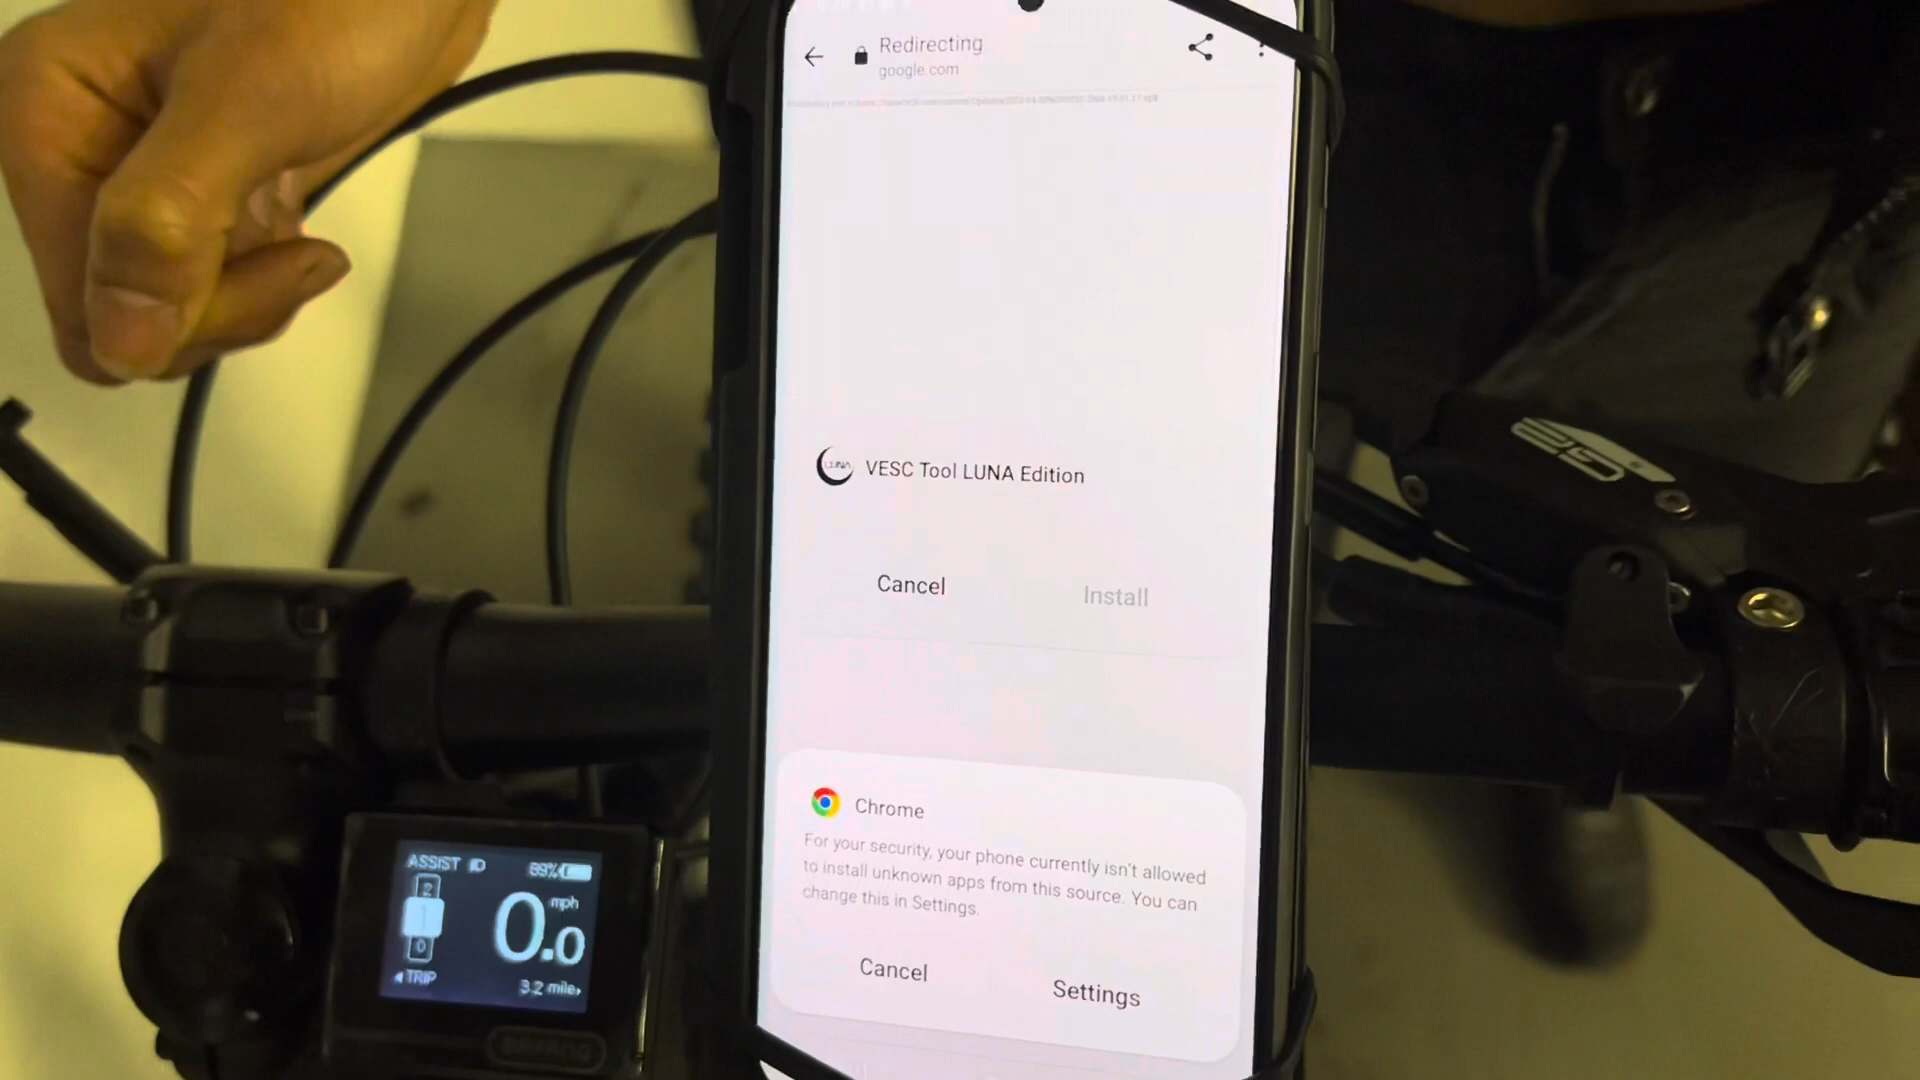 Redirecting
google.com
LUNA
VESC Tool LUNA Edition
Cancel
Install
Chrome
For your security, your phone currently isn't allowed
to install unknown apps from this source. You can
change this in Settings.
Cancel
Settings
ASSIST
89%
2
1
0
0.0
mph
TRIP
3.2 mile
BAFANG